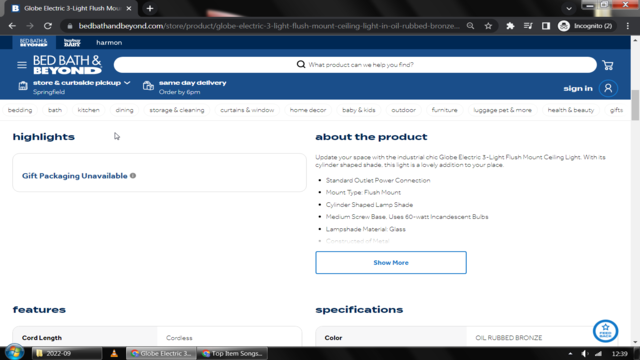 Globe Electric 3-Light Flush Mou
bedbathandbeyond.com/store/product/globe-electric-3-light-flush-mount-ceiling-light-in-oil-rubbed-bronze...
Incognito (2)
BED BATH & BEYOND
buybuy BABY
harmon
BED BATH &
BEYOND
What product can we help you find?
store & curbside pickup
Springfield
same day delivery
Order by 6pm
sign in
bedding bath kitchen dining storage & cleaning curtains & window home decor baby & kids outdoor furniture luggage pet & more health & beauty gifts
highlights
Gift Packaging Unavailable
about the product
Update your space with the industrial chic Globe Electric 3-Light Flush Mount Ceiling Light. With its
cylinder shaped shade, this light is a lovely addition to your place.
Standard Outlet Power Connection
Mount Type: Flush Mount
Cylinder Shaped Lamp Shade
Medium Screw Base, Uses 60-watt Incandescent Bulbs
Lampshade Material: Glass
Constructed of Metal
Show More
features
Cord Length Cordless
specifications
Color OIL RUBBED BRONZE
FEED
BACK
2022-09
Globe Electric 3...
Top Item Songs...
12:39